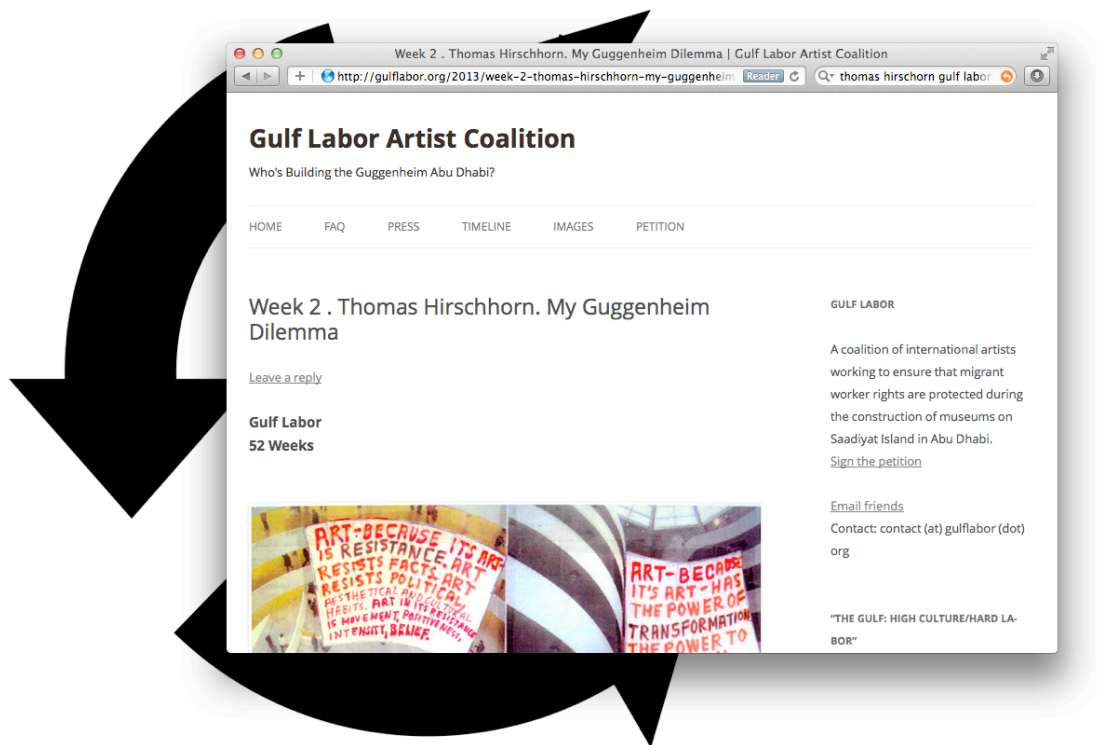 Week 2 . Thomas Hirschhorn. My Guggenheim Dilemma | Gulf Labor Artist Coalition
http://gulflabor.org/2013/week-2-thomas-hirschhorn-my-guggenheim
Reader
thomas hirschorn gulf labor
Gulf Labor Artist Coalition
Who's Building the Guggenheim Abu Dhabi?
HOME FAQ PRESS TIMELINE IMAGES PETITION
Week 2 . Thomas Hirschhorn. My Guggenheim
Dilemma
Leave a reply
Gulf Labor
52 Weeks
ART-BECAUSE ITS ART-
IS RESISTANCE. ART
RESISTS FACTS. ART
RESISTS POLITICAL,
AESTHETICAL AND CULTURAL
HABITS. ART IN ITS RESISTANCE
IS MOVEMENT, POSITIVENESS,
INTENSITY, BELIEF.
ART-BECAUSE
IT'S ART-HAS
THE POWER OF
TRANSFORMATION
THE POWER TO
GULF LABOR
A coalition of international artists
working to ensure that migrant
worker rights are protected during
the construction of museums on
Saadiyat Island in Abu Dhabi.
Sign the petition
Email friends
Contact: contact (at) gulflabor (dot)
org
"THE GULF: HIGH CULTURE/HARD LA-
BOR"